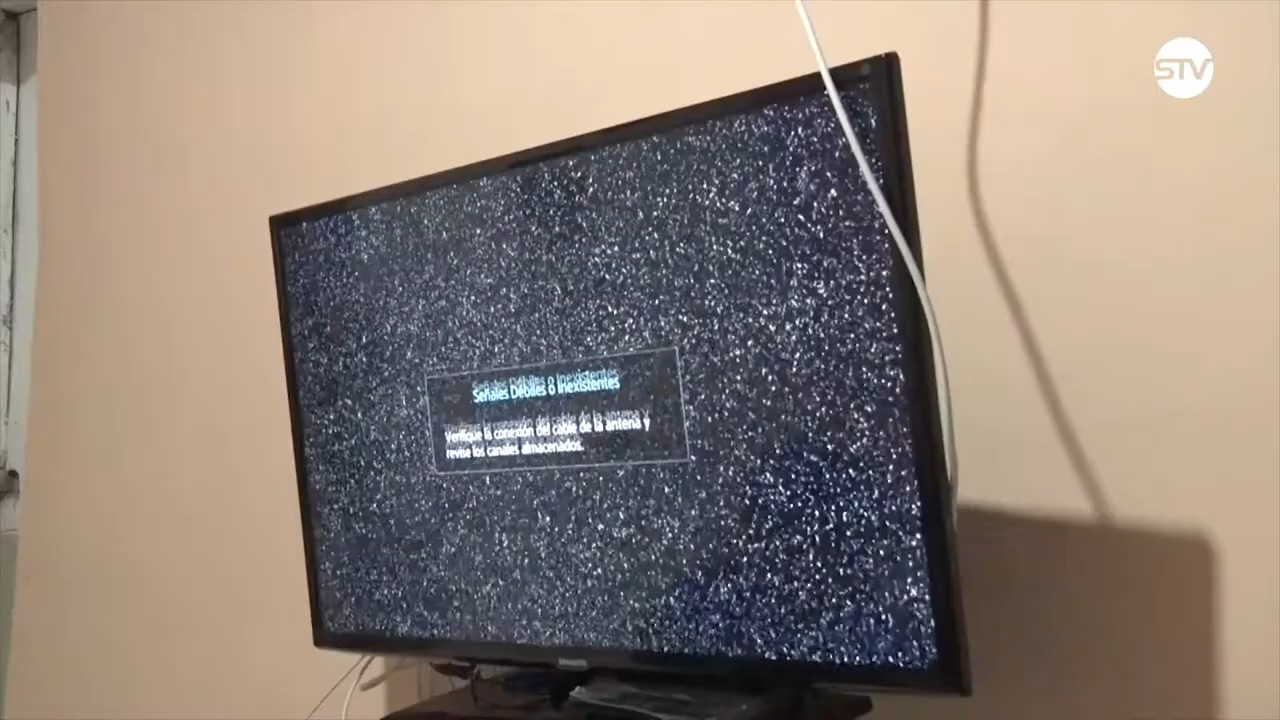 STV
Señales Débiles o Inexistentes
Verifique la conexión del cable de la antena y
revise los canales almacenados.